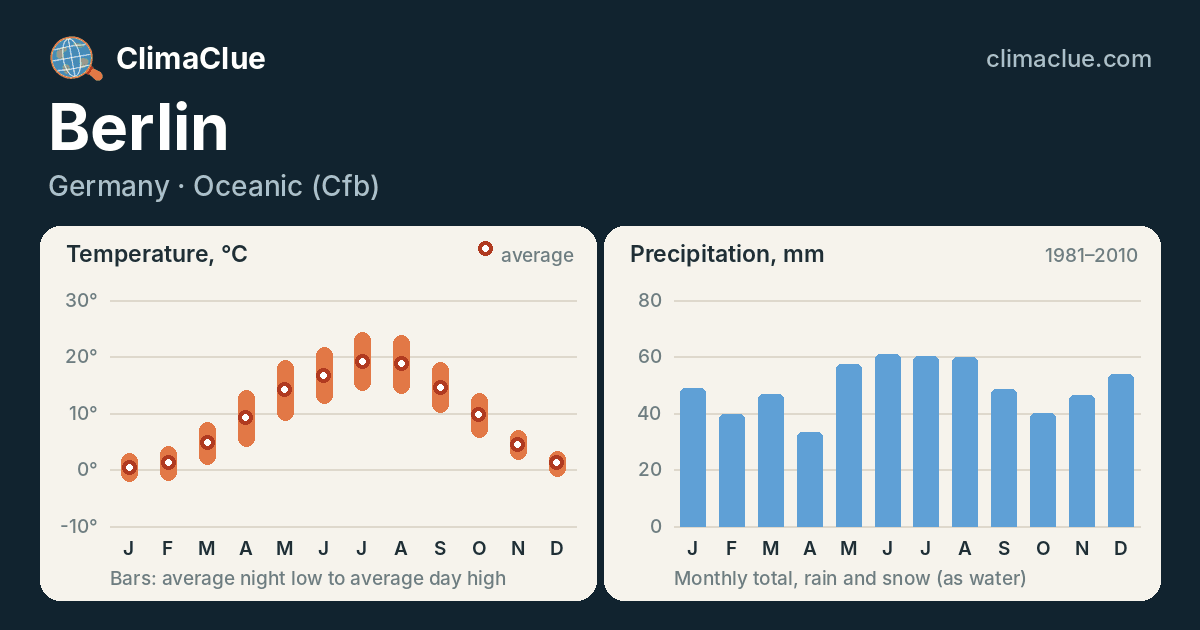 ClimaClue
climaclue.com
Berlin
Germany · Oceanic (Cfb)
Temperature, °C
average
30°
20°
10°
0°
-10°
J F M A M J J A S O N D
Bars: average night low to average day high
Precipitation, mm
1981–2010
80
60
40
20
0
J F M A M J J A S O N D
Monthly total, rain and snow (as water)